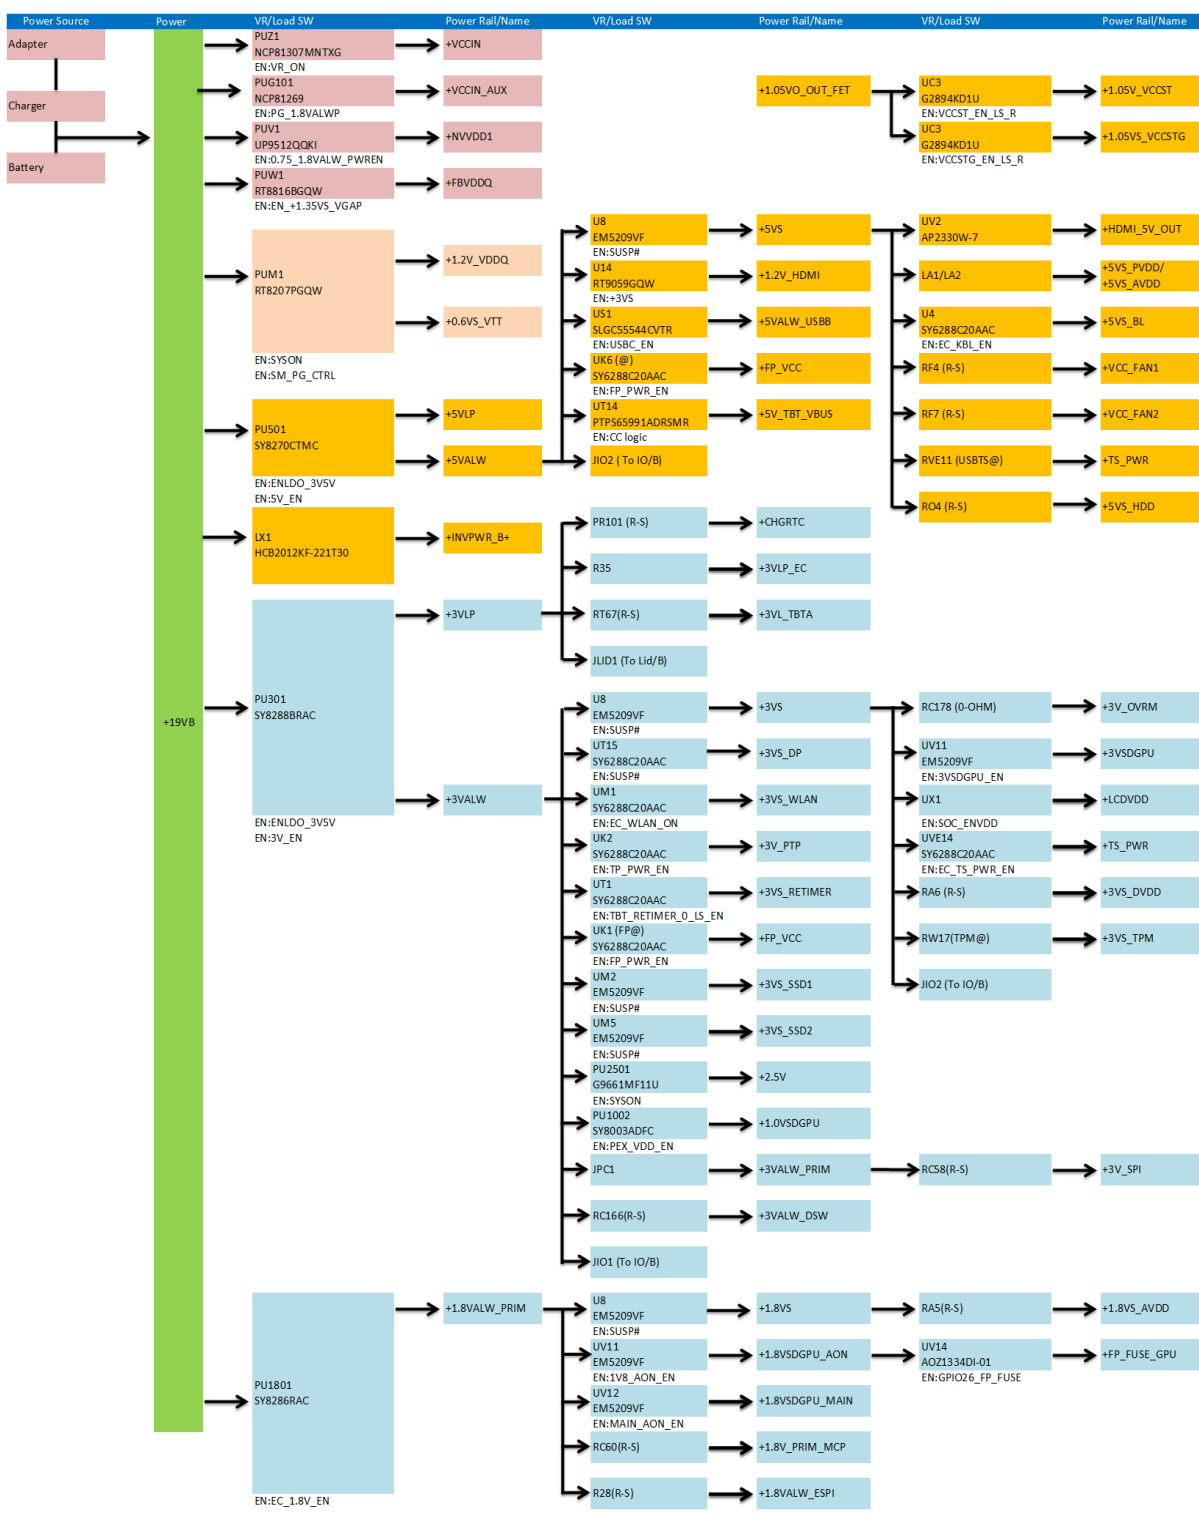 Power Source
Power
VR/Load SW
Power Rail/Name
VR/Load SW
Power Rail/Name
VR/Load SW
Power Rail/Name
Adapter
Charger
Battery
+19VB
PUZ1
NCP81307MNTXG
EN:VR_ON
+VCCIN
PUG101
NCP81269
EN:PG_1.8VALWP
+VCCIN_AUX
+1.05VO_OUT_FET
UC3
G2894KD1U
EN:VCCST_EN_LS_R
+1.05V_VCCST
PUV1
UP9512QQKI
EN:0.75_1.8VALW_PWREN
+NVVDD1
UC3
G2894KD1U
EN:VCCSTG_EN_LS_R
+1.05VS_VCCSTG
PUW1
RT8816BGQW
EN:EN_+1.35VS_VGAP
+FBVDDQ
PUM1
RT8207PGQW
EN:SYSON
EN:SM_PG_CTRL
+1.2V_VDDQ
+0.6VS_VTT
PU501
SY8270CTMC
EN:ENLDO_3V5V
EN:5V_EN
+5VLP
+5VALW
U8
EM5209VF
EN:SUSP#
+5VS
U14
RT9059GQW
EN:+3VS
+1.2V_HDMI
US1
SLGC55544CVTR
EN:USBC_EN
+5VALW_USBB
UK6 (@)
SY6288C20AAC
EN:FP_PWR_EN
+FP_VCC
UT14
PTPS65991ADRSMR
EN:CC logic
+5V_TBT_VBUS
JIO2 ( To IO/B)
UV2
AP2330W-7
+HDMI_5V_OUT
LA1/LA2
+5VS_PVDD/
+5VS_AVDD
U4
SY6288C20AAC
EN:EC_KBL_EN
+5VS_BL
RF4 (R-S)
+VCC_FAN1
RF7 (R-S)
+VCC_FAN2
RVE11 (USBTS@)
+TS_PWR
RO4 (R-S)
+5VS_HDD
LX1
HCB2012KF-221T30
+INVPWR_B+
PU301
SY8288BRAC
EN:ENLDO_3V5V
EN:3V_EN
+3VLP
PR101 (R-S)
+CHGRTC
R35
+3VLP_EC
RT67(R-S)
+3VL_TBTA
JLID1 (To Lid/B)
+3VALW
U8
EM5209VF
EN:SUSP#
+3VS
UT15
SY6288C20AAC
EN:SUSP#
+3VS_DP
UM1
SY6288C20AAC
EN:EC_WLAN_ON
+3VS_WLAN
UK2
SY6288C20AAC
EN:TP_PWR_EN
+3V_PTP
UT1
SY6288C20AAC
EN:TBT_RETIMER_0_LS_EN
+3VS_RETIMER
UK1 (FP@)
SY6288C20AAC
EN:FP_PWR_EN
+FP_VCC
UM2
EM5209VF
EN:SUSP#
+3VS_SSD1
UM5
EM5209VF
EN:SUSP#
+3VS_SSD2
PU2501
G9661MF11U
EN:SYSON
+2.5V
PU1002
SY8003ADFC
EN:PEX_VDD_EN
+1.0VSDGPU
JPC1
+3VALW_PRIM
RC58(R-S)
+3V_SPI
RC166(R-S)
+3VALW_DSW
JIO1 (To IO/B)
RC178 (0-OHM)
+3V_OVRM
UV11
EM5209VF
EN:3VSDGPU_EN
+3VSDGPU
UX1
EN:SOC_ENVDD
+LCDVDD
UVE14
SY6288C20AAC
EN:EC_TS_PWR_EN
+TS_PWR
RA6 (R-S)
+3VS_DVDD
RW17(TPM@)
+3VS_TPM
JIO2 (To IO/B)
PU1801
SY8286RAC
EN:EC_1.8V_EN
+1.8VALW_PRIM
U8
EM5209VF
EN:SUSP#
+1.8VS
RA5(R-S)
+1.8VS_AVDD
UV11
EM5209VF
EN:1V8_AON_EN
+1.8VSDGPU_AON
UV14
AOZ1334DI-01
EN:GPIO26_FP_FUSE
+FP_FUSE_GPU
UV12
EM5209VF
EN:MAIN_AON_EN
+1.8VSDGPU_MAIN
RC60(R-S)
+1.8V_PRIM_MCP
R28(R-S)
+1.8VALW_ESPI